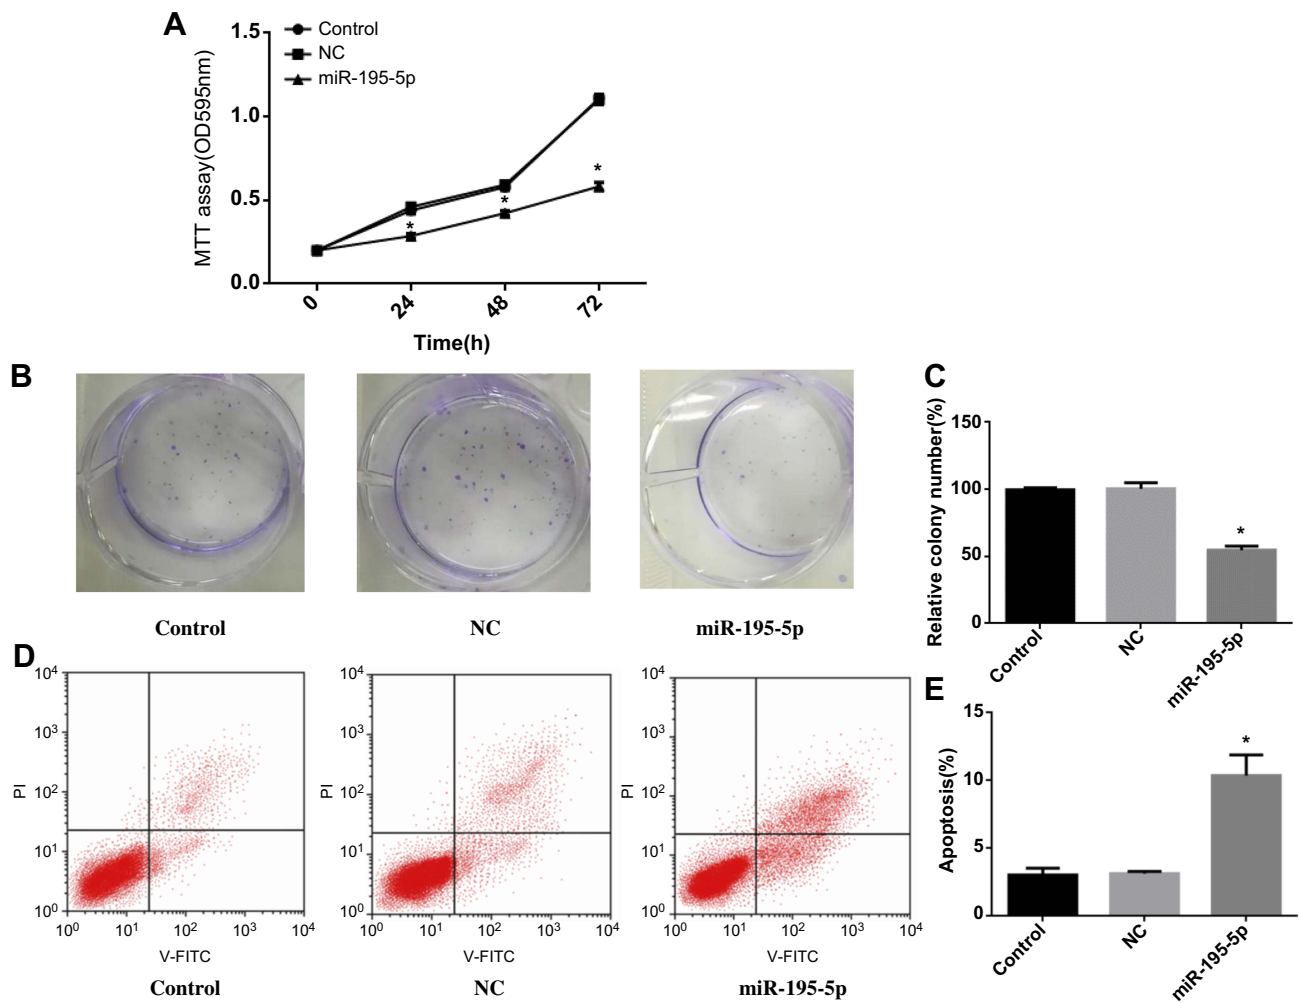 A
1.5
1.0
0.5
0.0
MTT assay(OD595nm)
Control
NC
miR-195-5p
*
*
*
0
24
48
72
Time(h)
B
Control
NC
miR-195-5p
C
Relative colony number(%)
150
100
50
0
*
Control
NC
miR-195-5p
D
PI
10⁴
10³
10²
10¹
10⁰
10⁰
10¹
10²
10³
10⁴
V-FITC
Control
PI
10⁴
10³
10²
10¹
10⁰
10⁰
10¹
10²
10³
10⁴
V-FITC
NC
PI
10⁴
10³
10²
10¹
10⁰
10⁰
10¹
10²
10³
10⁴
V-FITC
miR-195-5p
E
Apoptosis(%)
15
10
5
0
*
Control
NC
miR-195-5p